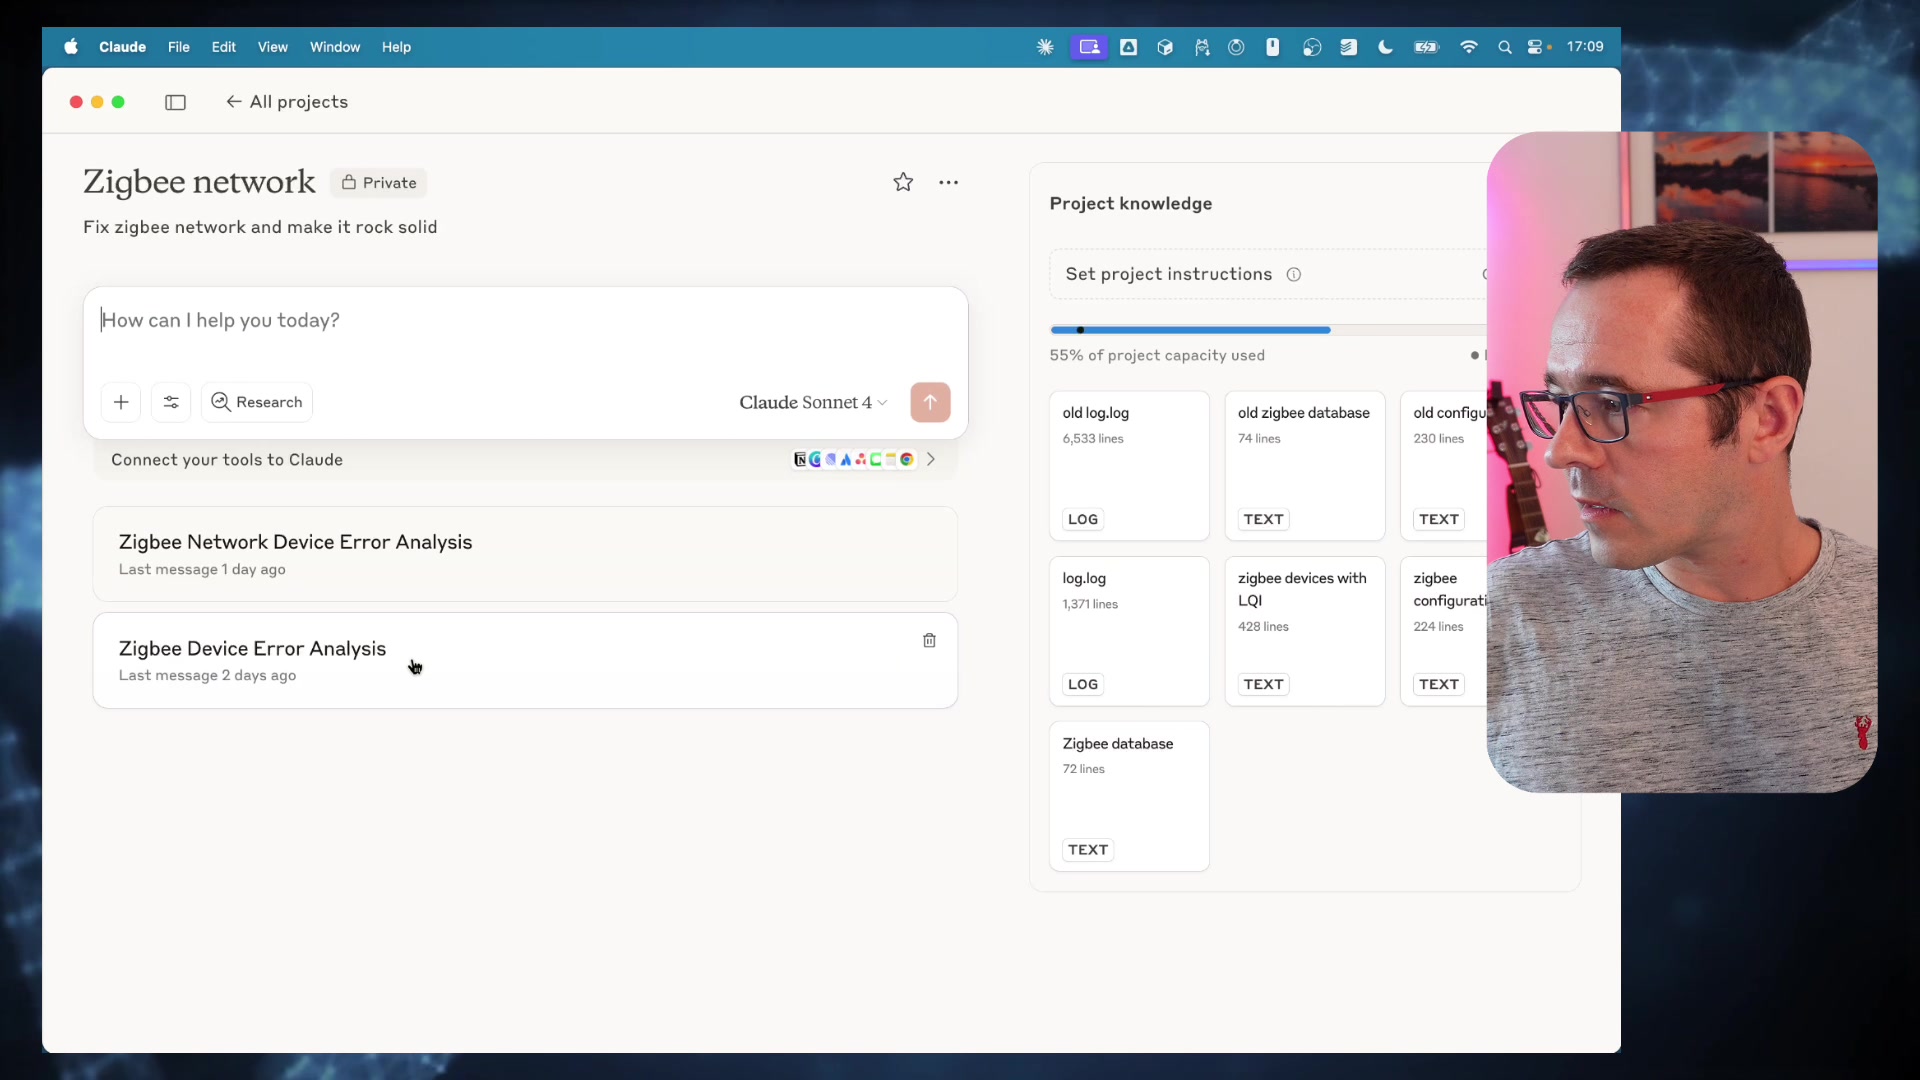 Claude File Edit View Window Help 17:09
All projects
Zigbee network Private
Fix zigbee network and make it rock solid
How can I help you today?
Research
Claude Sonnet 4
Connect your tools to Claude
Zigbee Network Device Error Analysis
Last message 1 day ago
Zigbee Device Error Analysis
Last message 2 days ago
Project knowledge
Set project instructions
55% of project capacity used
old log.log
6,533 lines
LOG
old zigbee database
74 lines
TEXT
old configu
230 lines
TEXT
log.log
1,371 lines
LOG
zigbee devices with
LQI
428 lines
TEXT
zigbee
configurati
224 lines
TEXT
Zigbee database
72 lines
TEXT